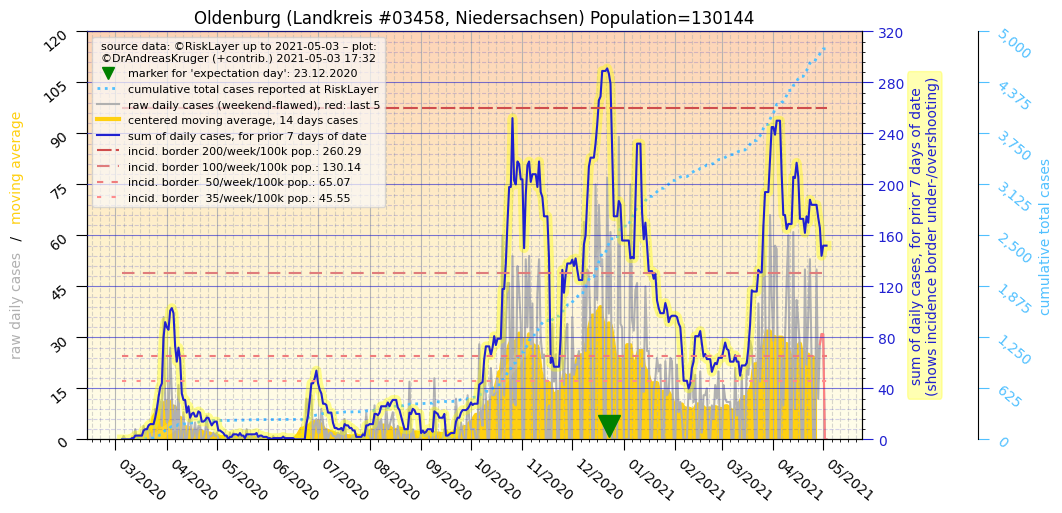 Oldenburg (Landkreis #03458, Niedersachsen) Population=130144
source data: ©RiskLayer up to 2021-05-03 – plot:
©DrAndreasKruger (+contrib.) 2021-05-03 17:32
marker for 'expectation day': 23.12.2020
cumulative total cases reported at RiskLayer
raw daily cases (weekend-flawed), red: last 5
centered moving average, 14 days cases
sum of daily cases, for prior 7 days of date
incid. border 200/week/100k pop.: 260.29
incid. border 100/week/100k pop.: 130.14
incid. border  50/week/100k pop.: 65.07
incid. border  35/week/100k pop.: 45.55
raw daily cases / moving average
120
105
90
75
60
45
30
15
0
03/2020
04/2020
05/2020
06/2020
07/2020
08/2020
09/2020
10/2020
11/2020
12/2020
01/2021
02/2021
03/2021
04/2021
05/2021
320
280
240
200
160
120
80
40
0
sum of daily cases, for prior 7 days of date
(shows incidence border under-/overshooting)
5,000
4,375
3,750
3,125
2,500
1,875
1,250
625
0
cumulative total cases